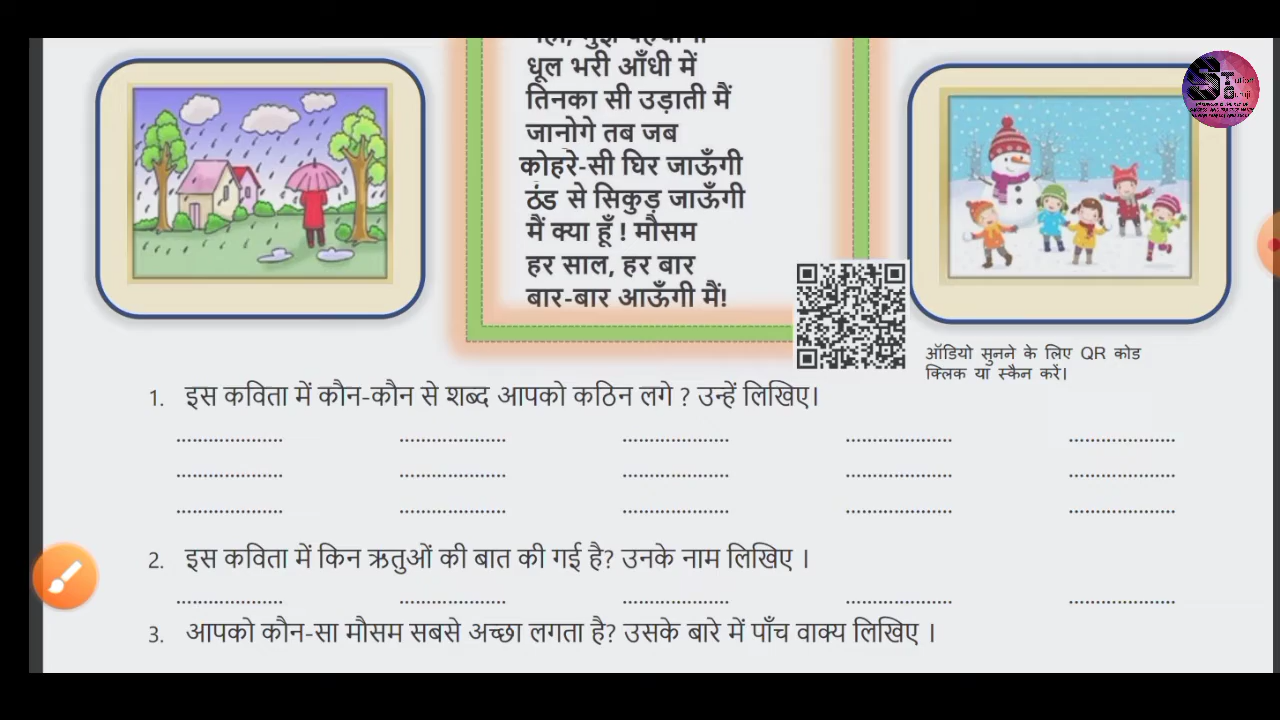 धूल भरी आँधी में
तिनका सी उड़ाती मैं
जानोगे तब जब
कोहरे-सी घिर जाऊँगी
ठंड से सिकुड़ जाऊँगी
मैं क्या हूँ ! मौसम
हर साल, हर बार
बार-बार आऊँगी मैं!
ऑडियो सुनने के लिए QR कोड
क्लिक या स्कैन करें।
1. इस कविता में कौन-कौन से शब्द आपको कठिन लगे ? उन्हें लिखिए।
.................... .................... .................... .................... ....................
.................... .................... .................... .................... ....................
.................... .................... .................... .................... ....................
2. इस कविता में किन ऋतुओं की बात की गई है? उनके नाम लिखिए ।
.................... .................... .................... .................... ....................
3. आपको कौन-सा मौसम सबसे अच्छा लगता है? उसके बारे में पाँच वाक्य लिखिए ।